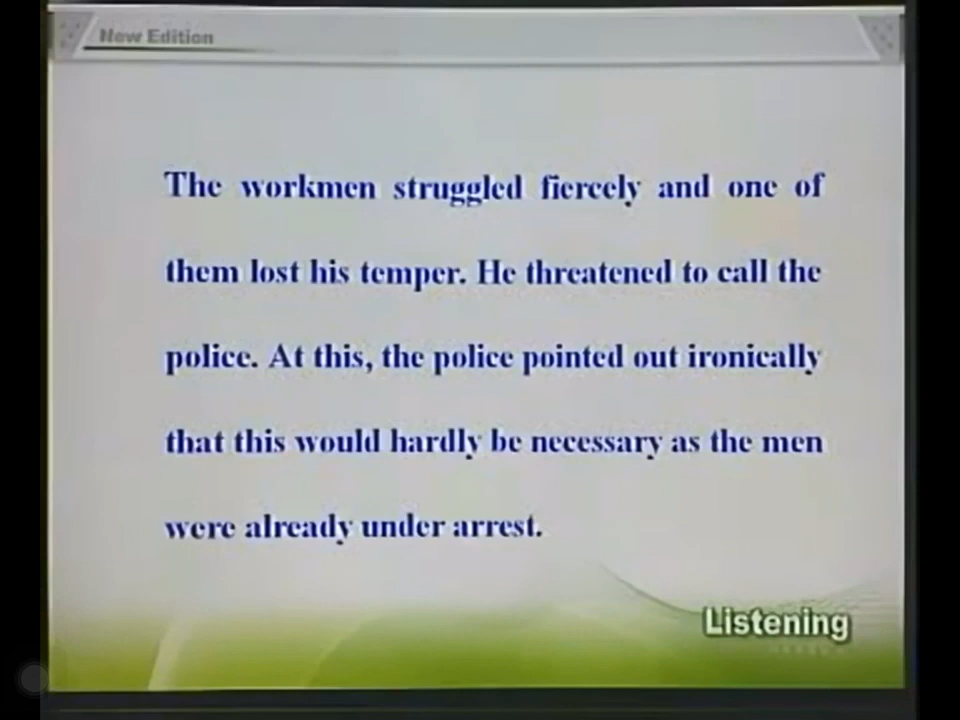 New Edition
The workmen struggled fiercely and one of
them lost his temper. He threatened to call the
police. At this, the police pointed out ironically
that this would hardly be necessary as the men
were already under arrest.
Listening